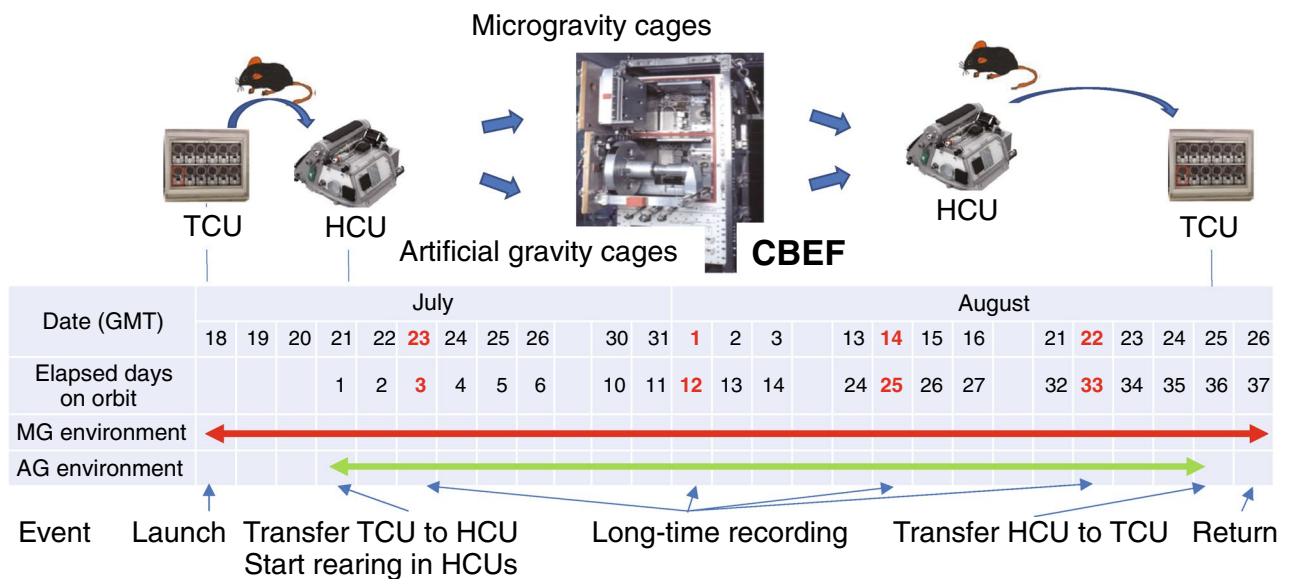 Microgravity cages
TCU
HCU
Artificial gravity cages
CBEF
HCU
TCU
Date (GMT) July August
18 19 20 21 22 23 24 25 26 30 31 1 2 3 13 14 15 16 21 22 23 24 25 26
Elapsed days
on orbit
1 2 3 4 5 6 10 11 12 13 14 24 25 26 27 32 33 34 35 36 37
MG environment
AG environment
Event Launch Transfer TCU to HCU Long-time recording Transfer HCU to TCU Return
Start rearing in HCUs